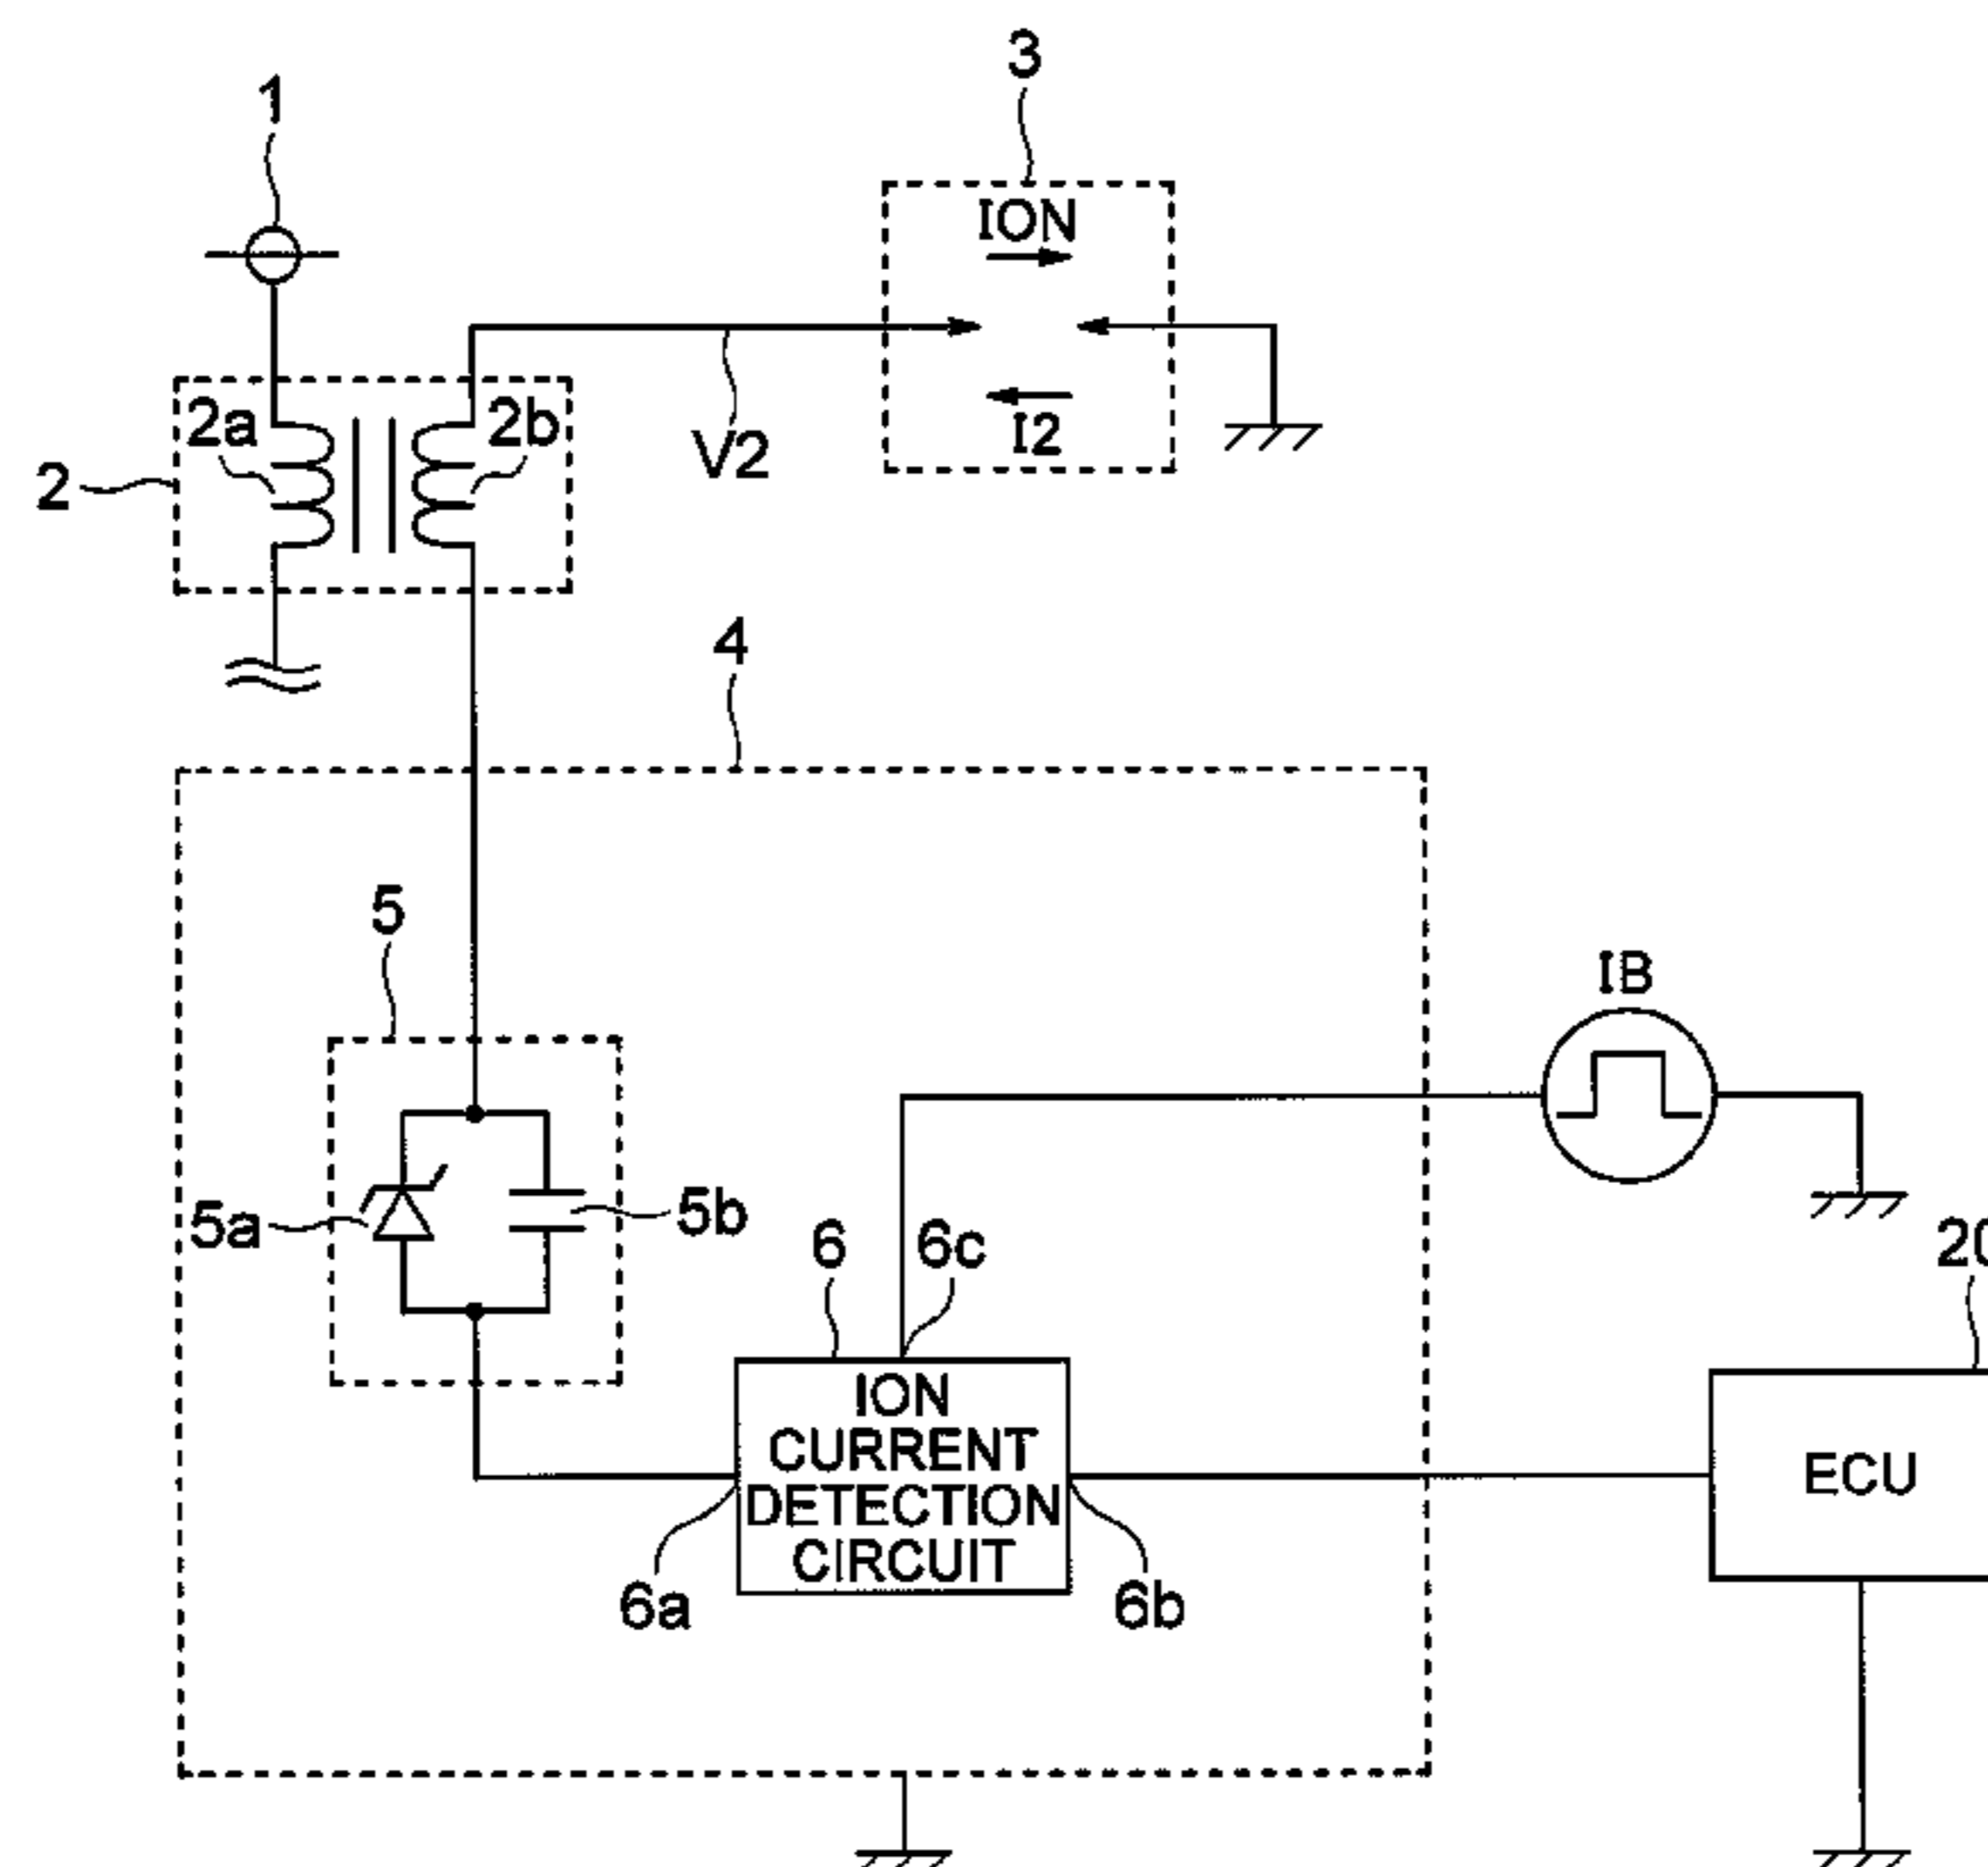 3
1
ION
2a
2b
2
V2
I2
4
5
IB
5a
5b
6
6c
20
ION
CURRENT
DETECTION
CIRCUIT
ECU
6a
6b